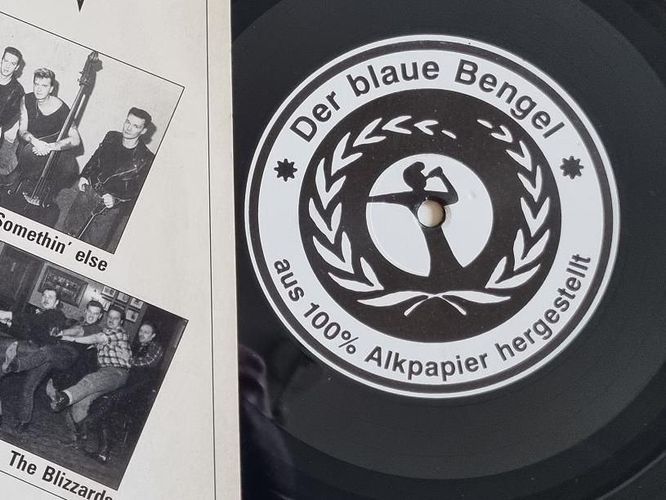 Somethin' else
The Blizzards
Der blaue Bengel
aus 100% Alkpapier hergestellt